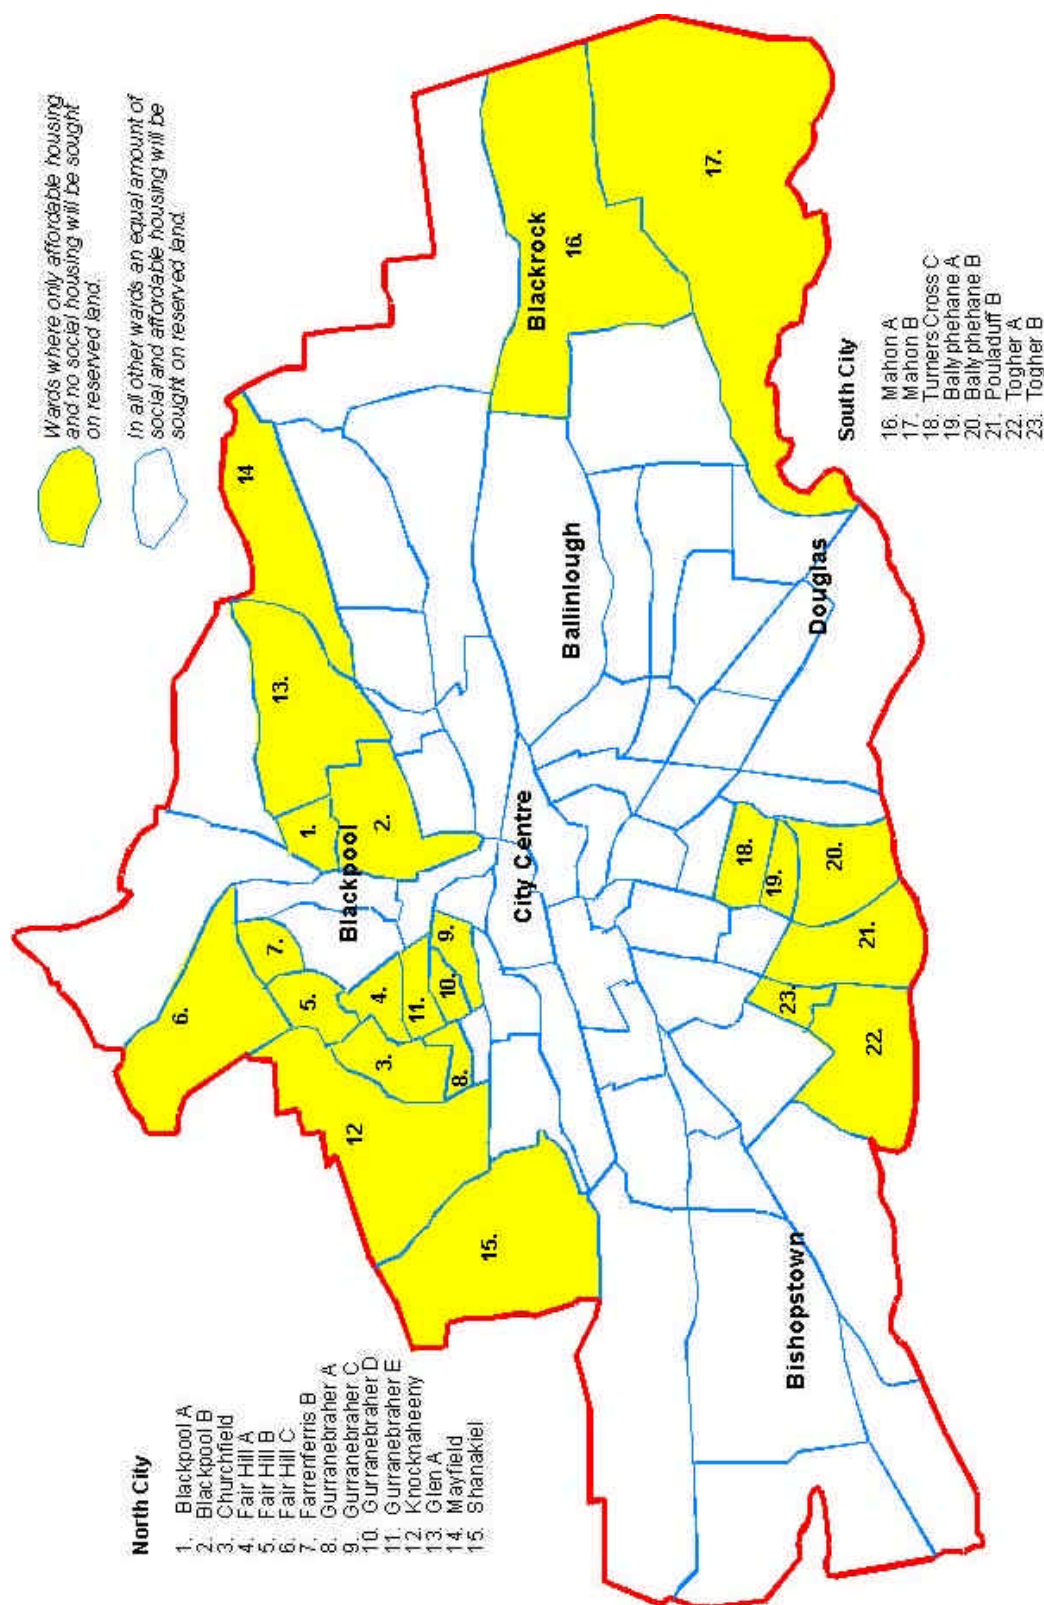 Wards where only affordable housing
and no social housing will be sought
on reserved land.
In all other wards an equal amount of
social and affordable housing will be
sought on reserved land.
North City
1. Blackpool A
2. Blackpool B
3. Churchfield
4. Fair Hill A
5. Fair Hill B
6. Fair Hill C
7. Farrenferris B
8. Gurranebraher A
9. Gurranebraher C
10. Gurranebraher D
11. Gurranebraher E
12. Knocknaheeny
13. Glen A
14. Mayfield
15. Shanakiel
6.
7.
5.
12
3.
4.
11.
10.
9.
8.
15.
Blackpool
1.
2.
13.
14
City Centre
Blackrock
16.
17.
Ballinlough
Douglas
Bishopstown
18.
19.
20.
21.
23.
22.
South City
16. Mahon A
17. Mahon B
18. Turners Cross C
19. Ballyphehane A
20. Ballyphehane B
21. Pouladuff B
22. Togher A
23. Togher B